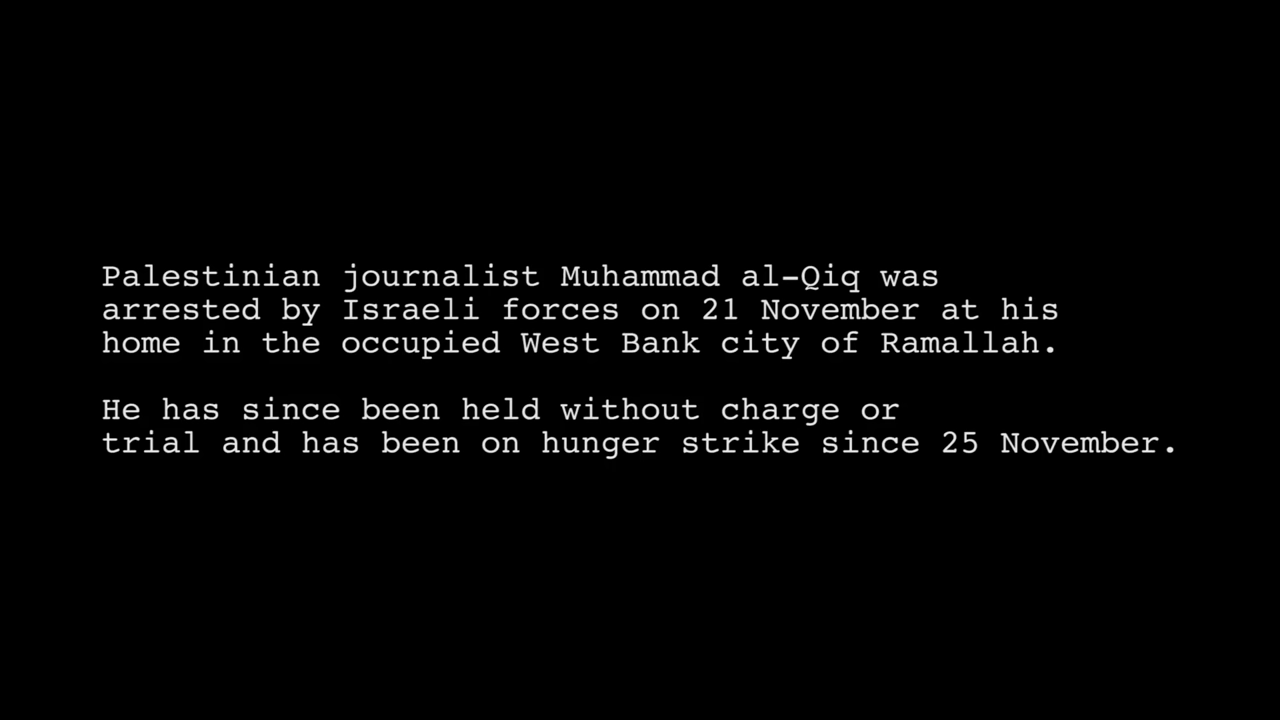 Palestinian journalist Muhammad al-Qiq was
arrested by Israeli forces on 21 November at his
home in the occupied West Bank city of Ramallah.
He has since been held without charge or
trial and has been on hunger strike since 25 November.